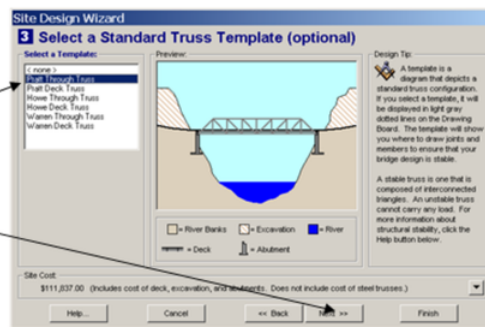 Site Design Wizard
3 Select a Standard Truss Template (optional)
Select a Template:
< none >
Pratt Through Truss
Pratt Deck Truss
Howe Through Truss
Howe Deck Truss
Warren Through Truss
Warren Deck Truss
Preview:
= River Banks = Excavation = River
= Deck = Abutment
Design Tip:
A template is a
diagram that depicts a
standard truss configuration.
If you select a template, it will
be displayed in light gray
dotted lines on the Drawing
Board. The template will show
you where to draw joints and
members to ensure that your
bridge design is stable.
A stable truss is one that is
composed of interconnected
triangles. An unstable truss
cannot carry any load. For
more information about
structural stability, click the
Help button below.
Site Cost:
$111,837.00 (Includes cost of deck, excavation, and abutments. Does not include cost of steel trusses.)
Help... Cancel << Back Next >> Finish